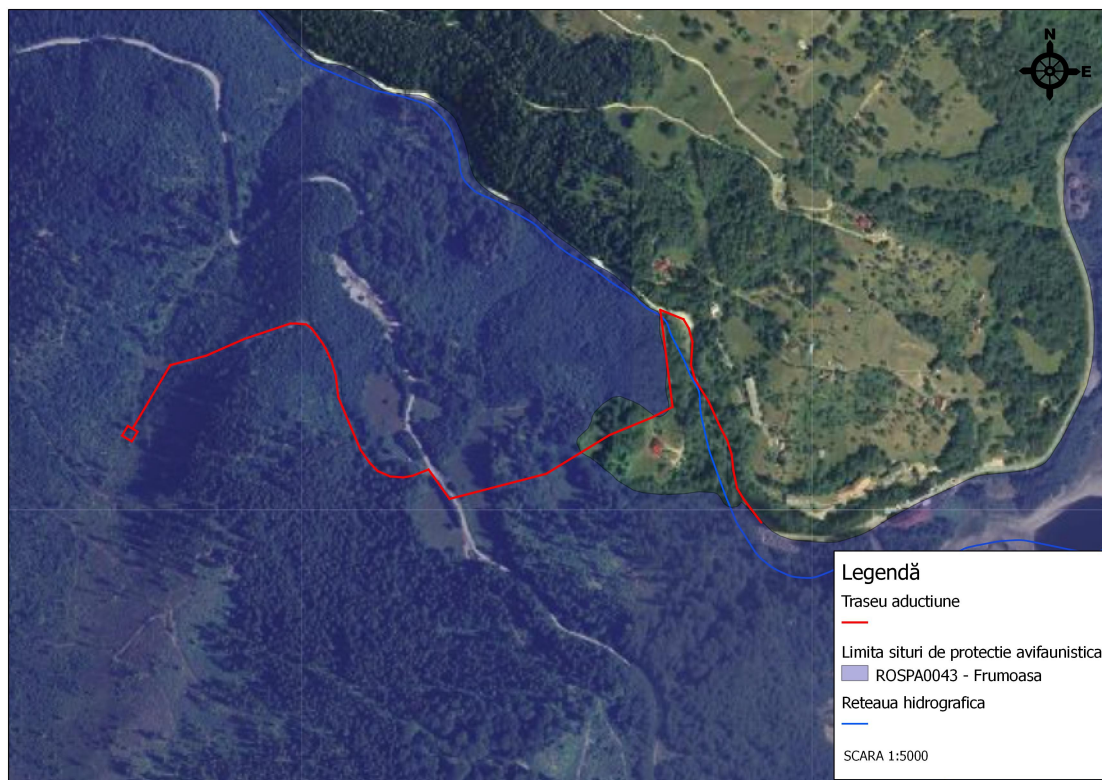 N
E
Legendă
Traseu aductiune
Limita situri de protectie avifaunistica
ROSPA0043 - Frumoasa
Reteaua hidrografica
SCARA 1:5000